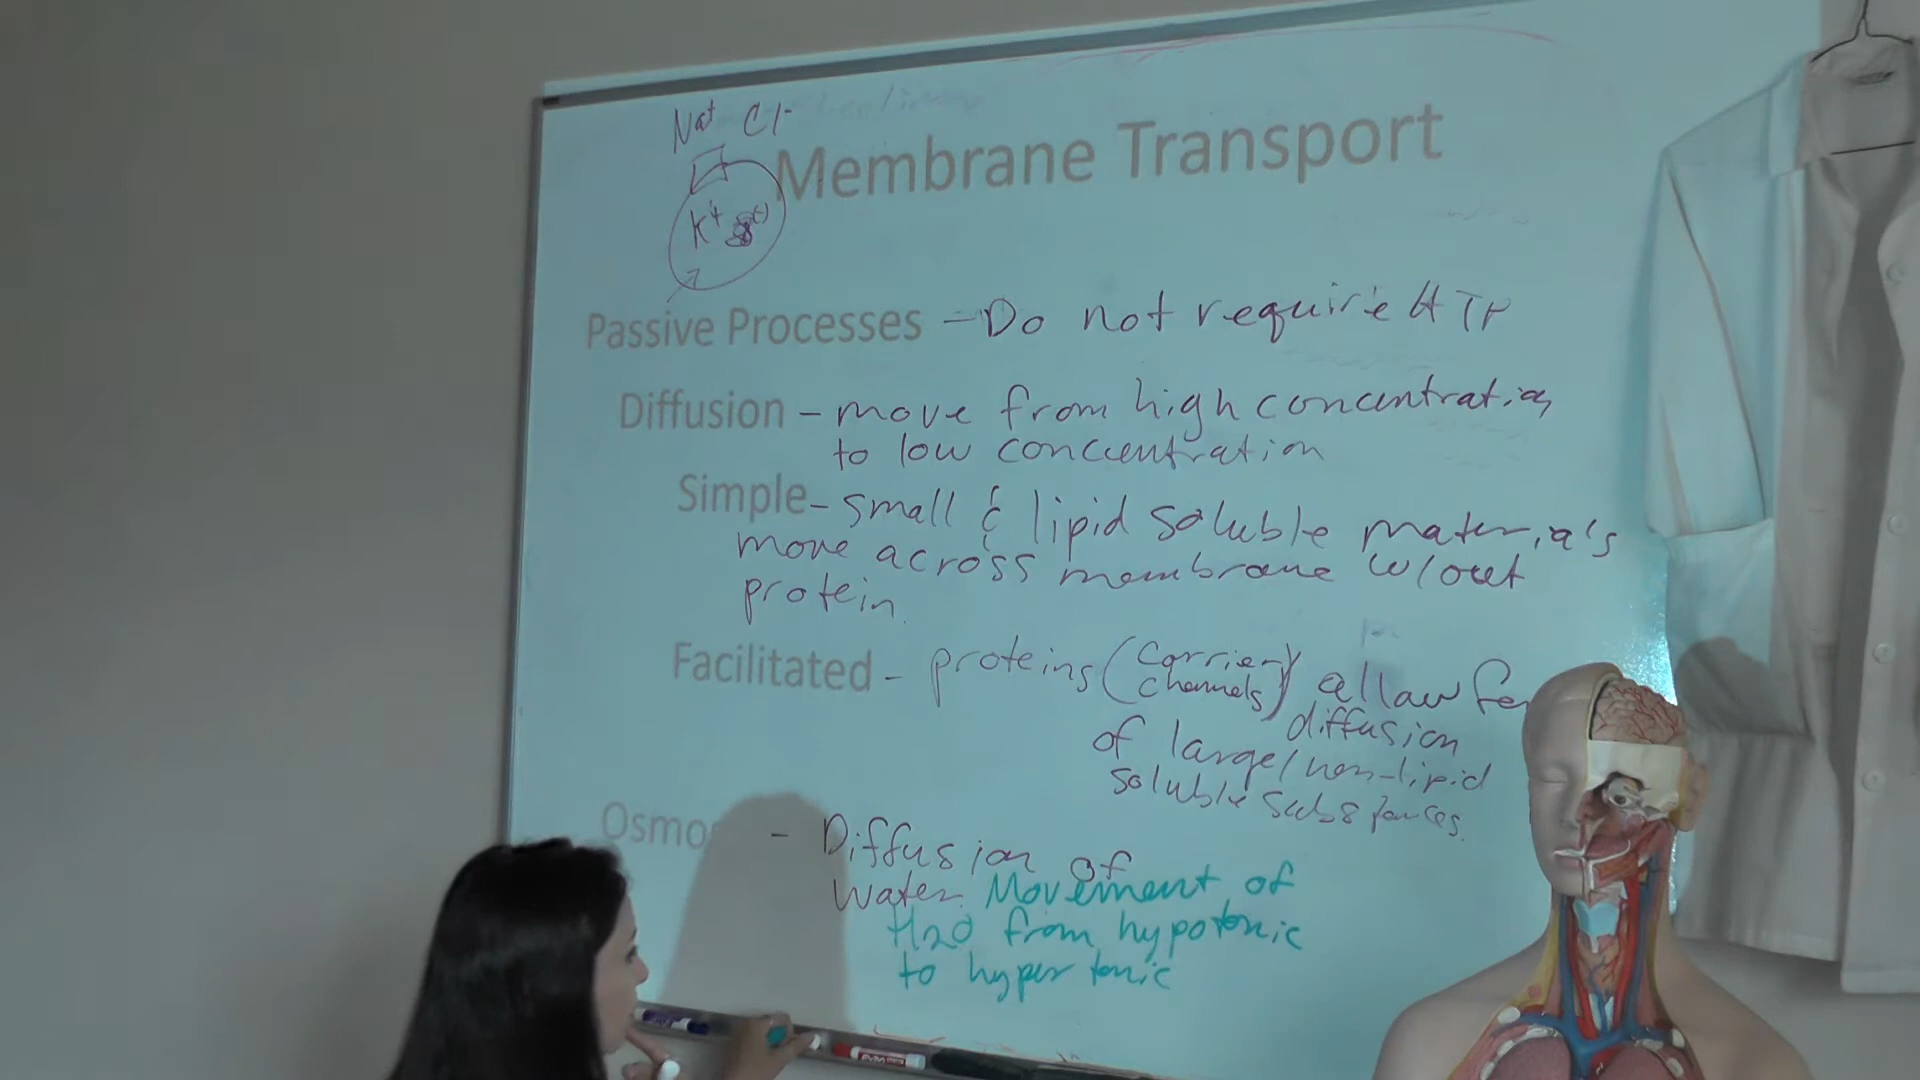 Na+ Cl-
Membrane Transport
K+ (-)
Passive Processes - Do not require ATP
Diffusion - move from high concentration
to low concentration
Simple - small & lipid soluble materials
move across membrane w/out
protein.
Facilitated - proteins (carrier/ channels) allow for
diffusion
of large/non-lipid
soluble substances.
Osmo - Diffusion of
water. Movement of
H2O from hypotonic
to hypertonic
EXPO